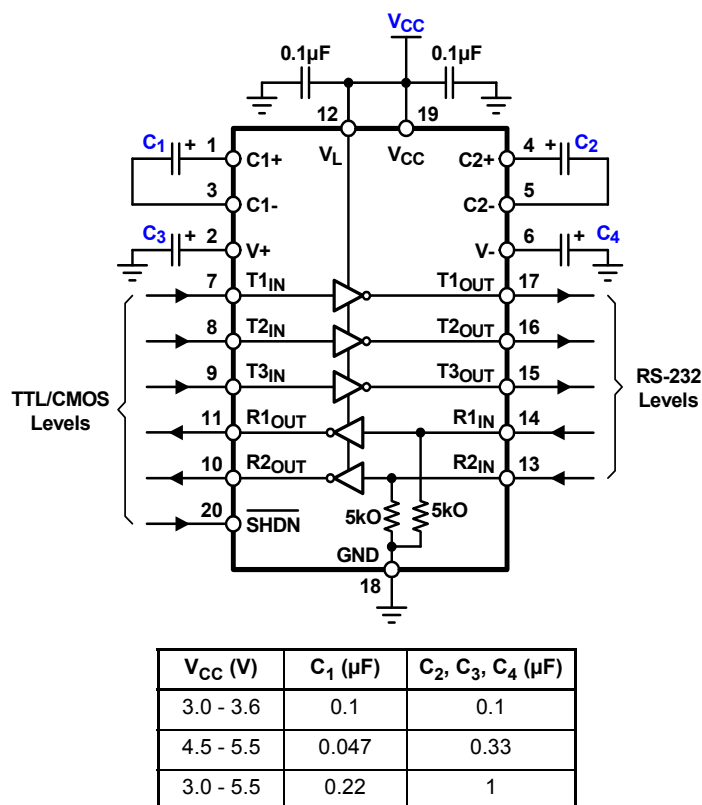 VCC
0.1µF 0.1µF
12 19
C1 + 1 C1+ VL VCC C2+ 4 + C2
3 C1- C2- 5
C3 + 2 V+ V- 6 + C4
7 T1IN T1OUT 17
8 T2IN T2OUT 16
9 T3IN T3OUT 15
TTL/CMOS
Levels
RS-232
Levels
11 R1OUT R1IN 14
10 R2OUT R2IN 13
20 SHDN 5kO 5kO
GND
18
VCC (V) C1 (µF) C2, C3, C4 (µF)
3.0 - 3.6 0.1 0.1
4.5 - 5.5 0.047 0.33
3.0 - 5.5 0.22 1